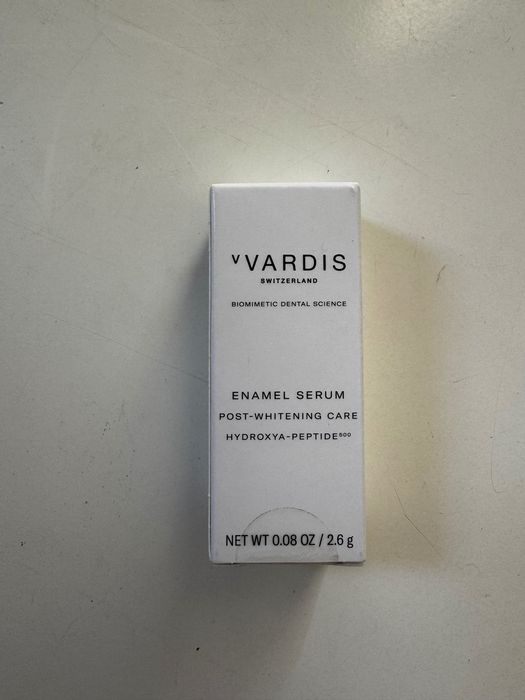 vVARDIS
SWITZERLAND
BIOMIMETIC DENTAL SCIENCE
ENAMEL SERUM
POST-WHITENING CARE
HYDROXYA-PEPTIDE⁵⁰⁰
NET WT 0.08 OZ / 2.6 g